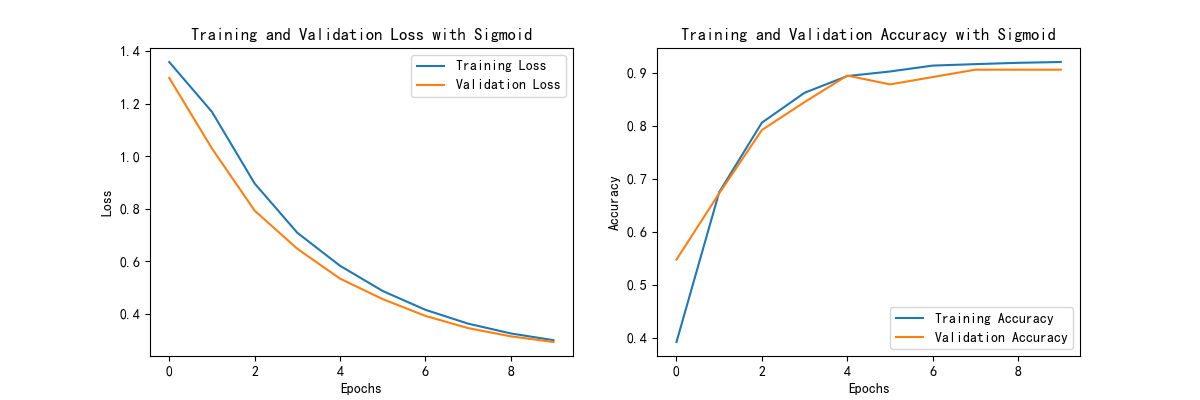 Training and Validation Loss with Sigmoid
1.4
1.2
1.0
0.8
0.6
0.4
Loss
Training Loss
Validation Loss
0 2 4 6 8
Epochs
Training and Validation Accuracy with Sigmoid
0.9
0.8
0.7
0.6
0.5
0.4
Accuracy
Training Accuracy
Validation Accuracy
0 2 4 6 8
Epochs